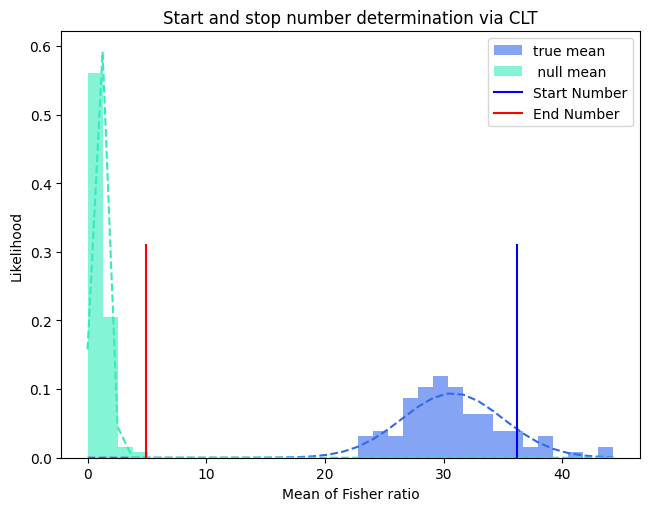 Start and stop number determination via CLT
true mean
null mean
Start Number
End Number
Likelihood
0.6
0.5
0.4
0.3
0.2
0.1
0.0
0
10
20
30
40
Mean of Fisher ratio